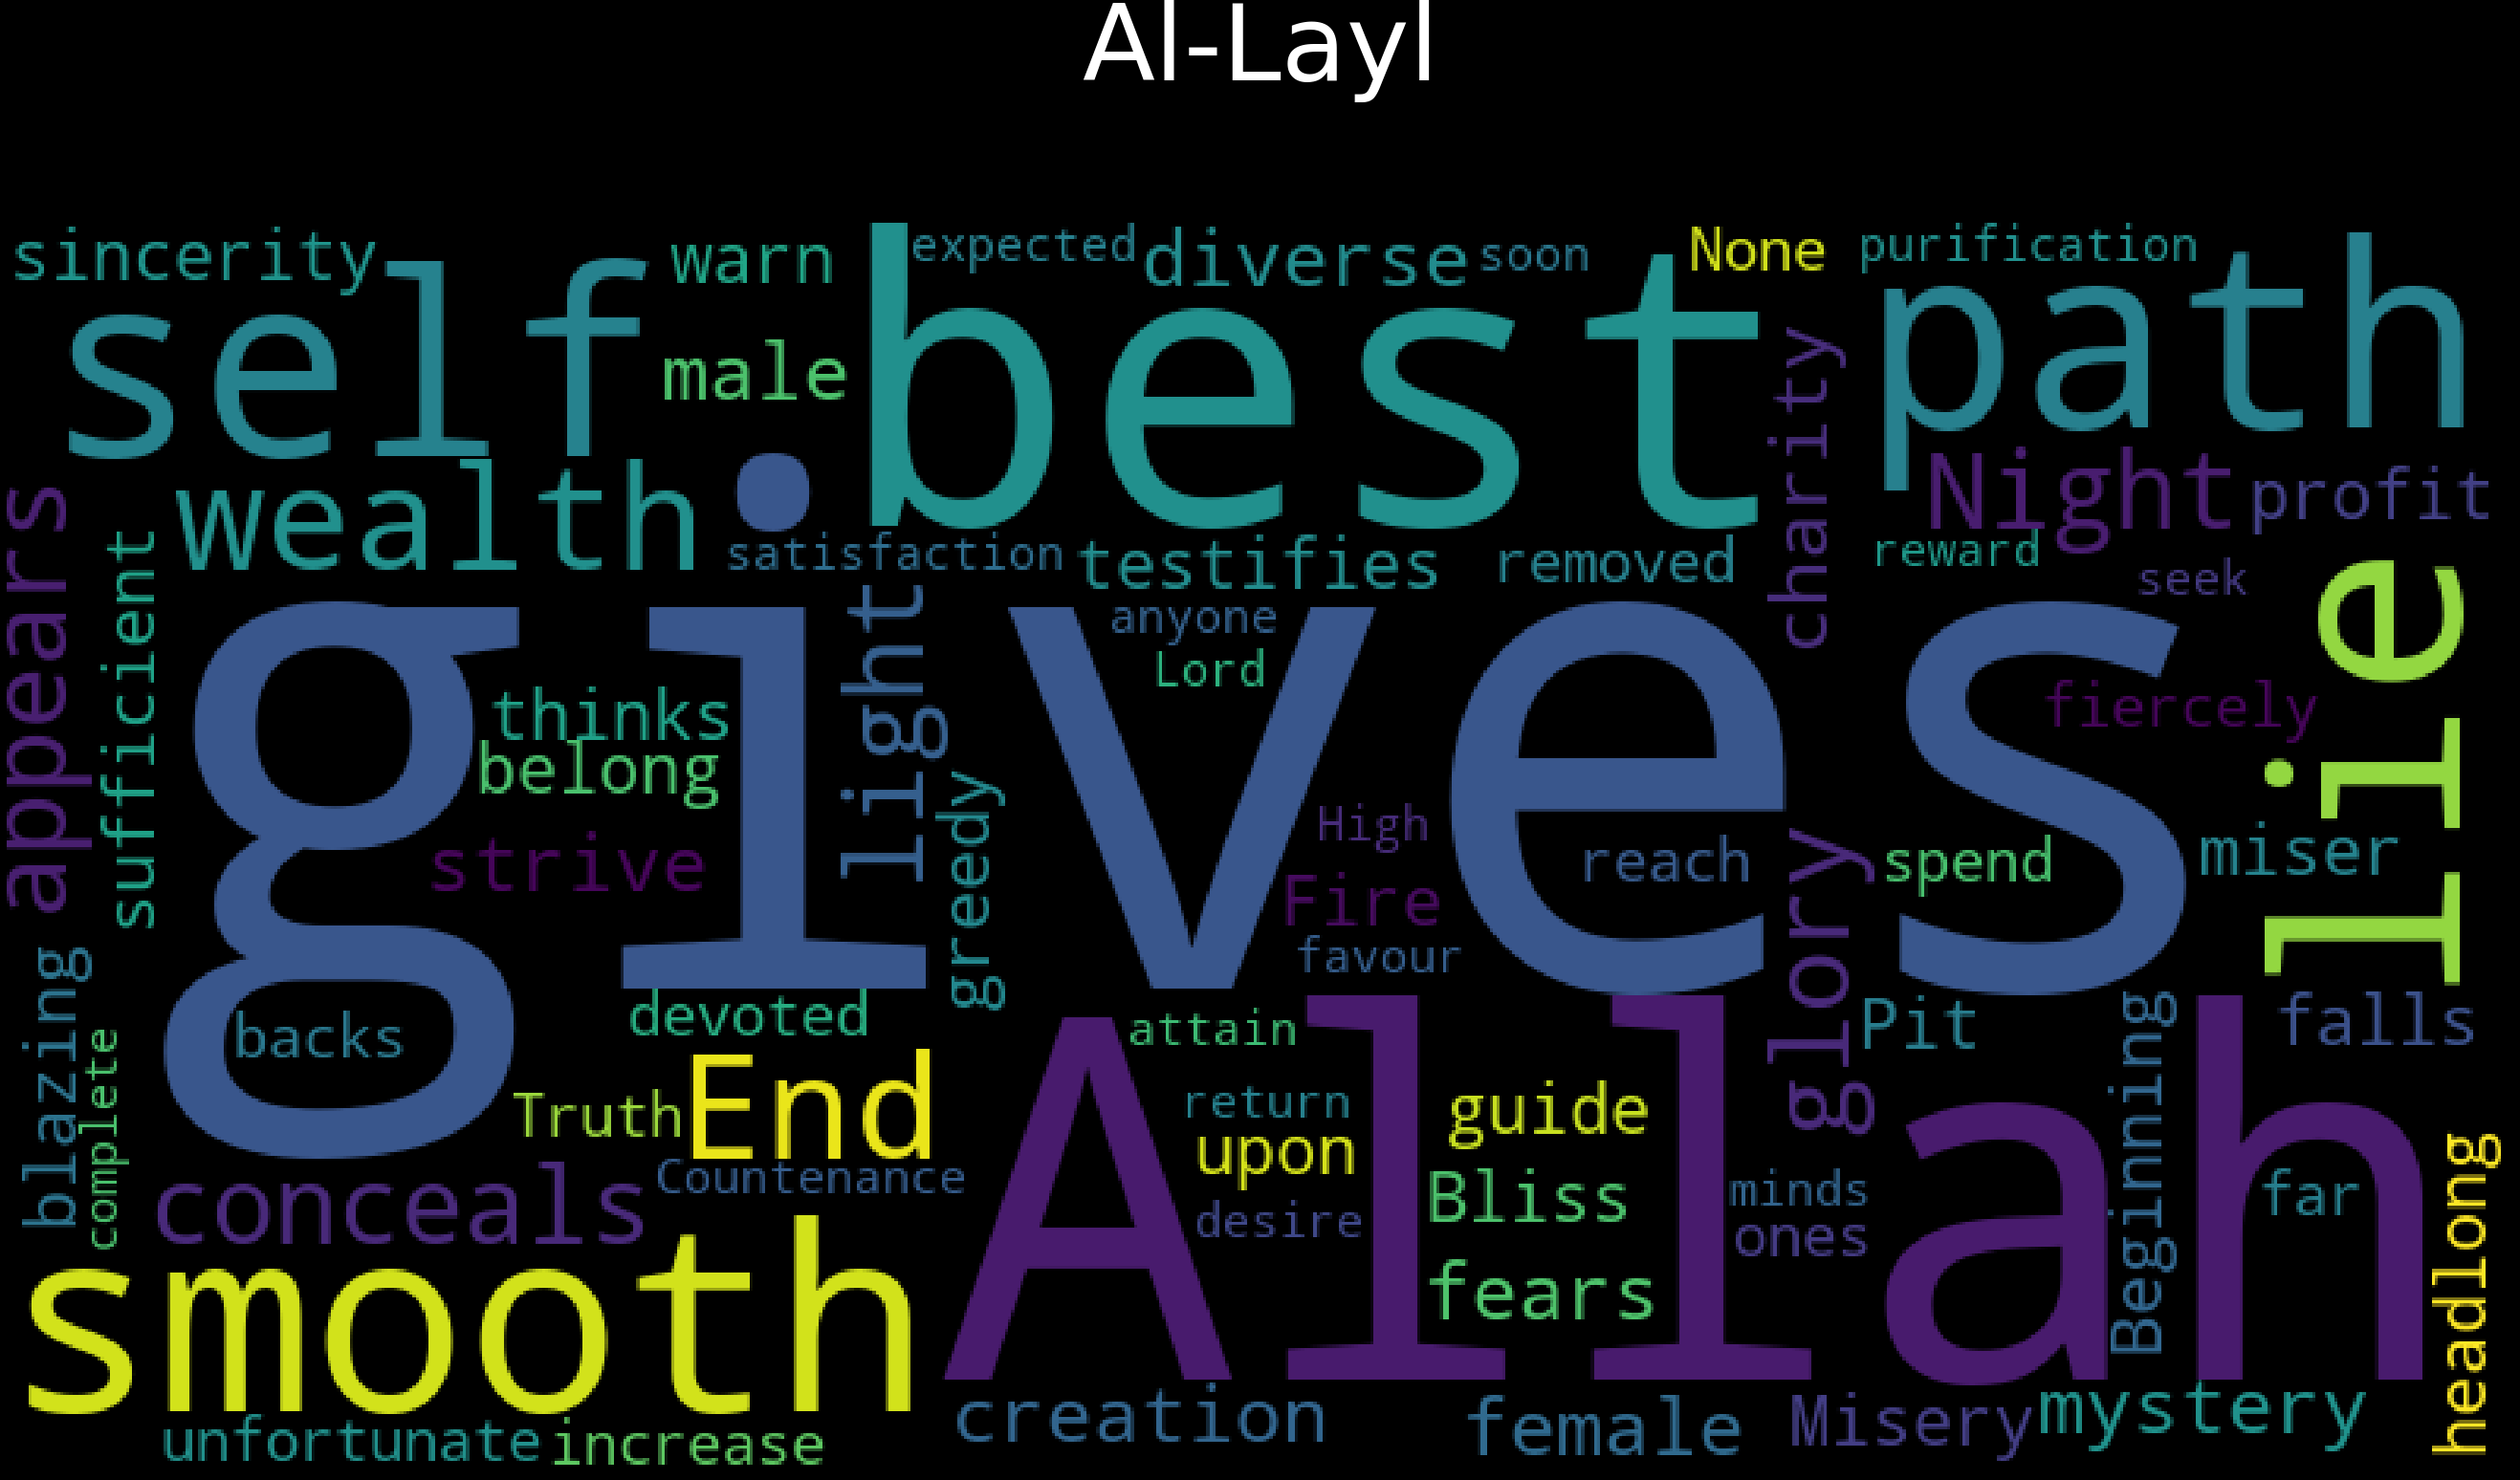 Al-Layl
sincerity
warn
expected
diverse
soon
None
purification
self
male
best
path
charity
wealth
Night
profit
appears
sufficient
satisfaction
testifies
removed
reward
seek
gives
light
anyone
Lord
lie
thinks
belong
fiercely
strive
greedy
High
Fire
favour
reach
glory
spend
miser
blazing
complete
backs
devoted
attain
Allah
Pit
Beginning
falls
Truth
End
return
upon
guide
conceals
Countenance
desire
Bliss
minds
ones
far
headlong
smooth
fears
unfortunate
increase
creation
female
Misery
mystery